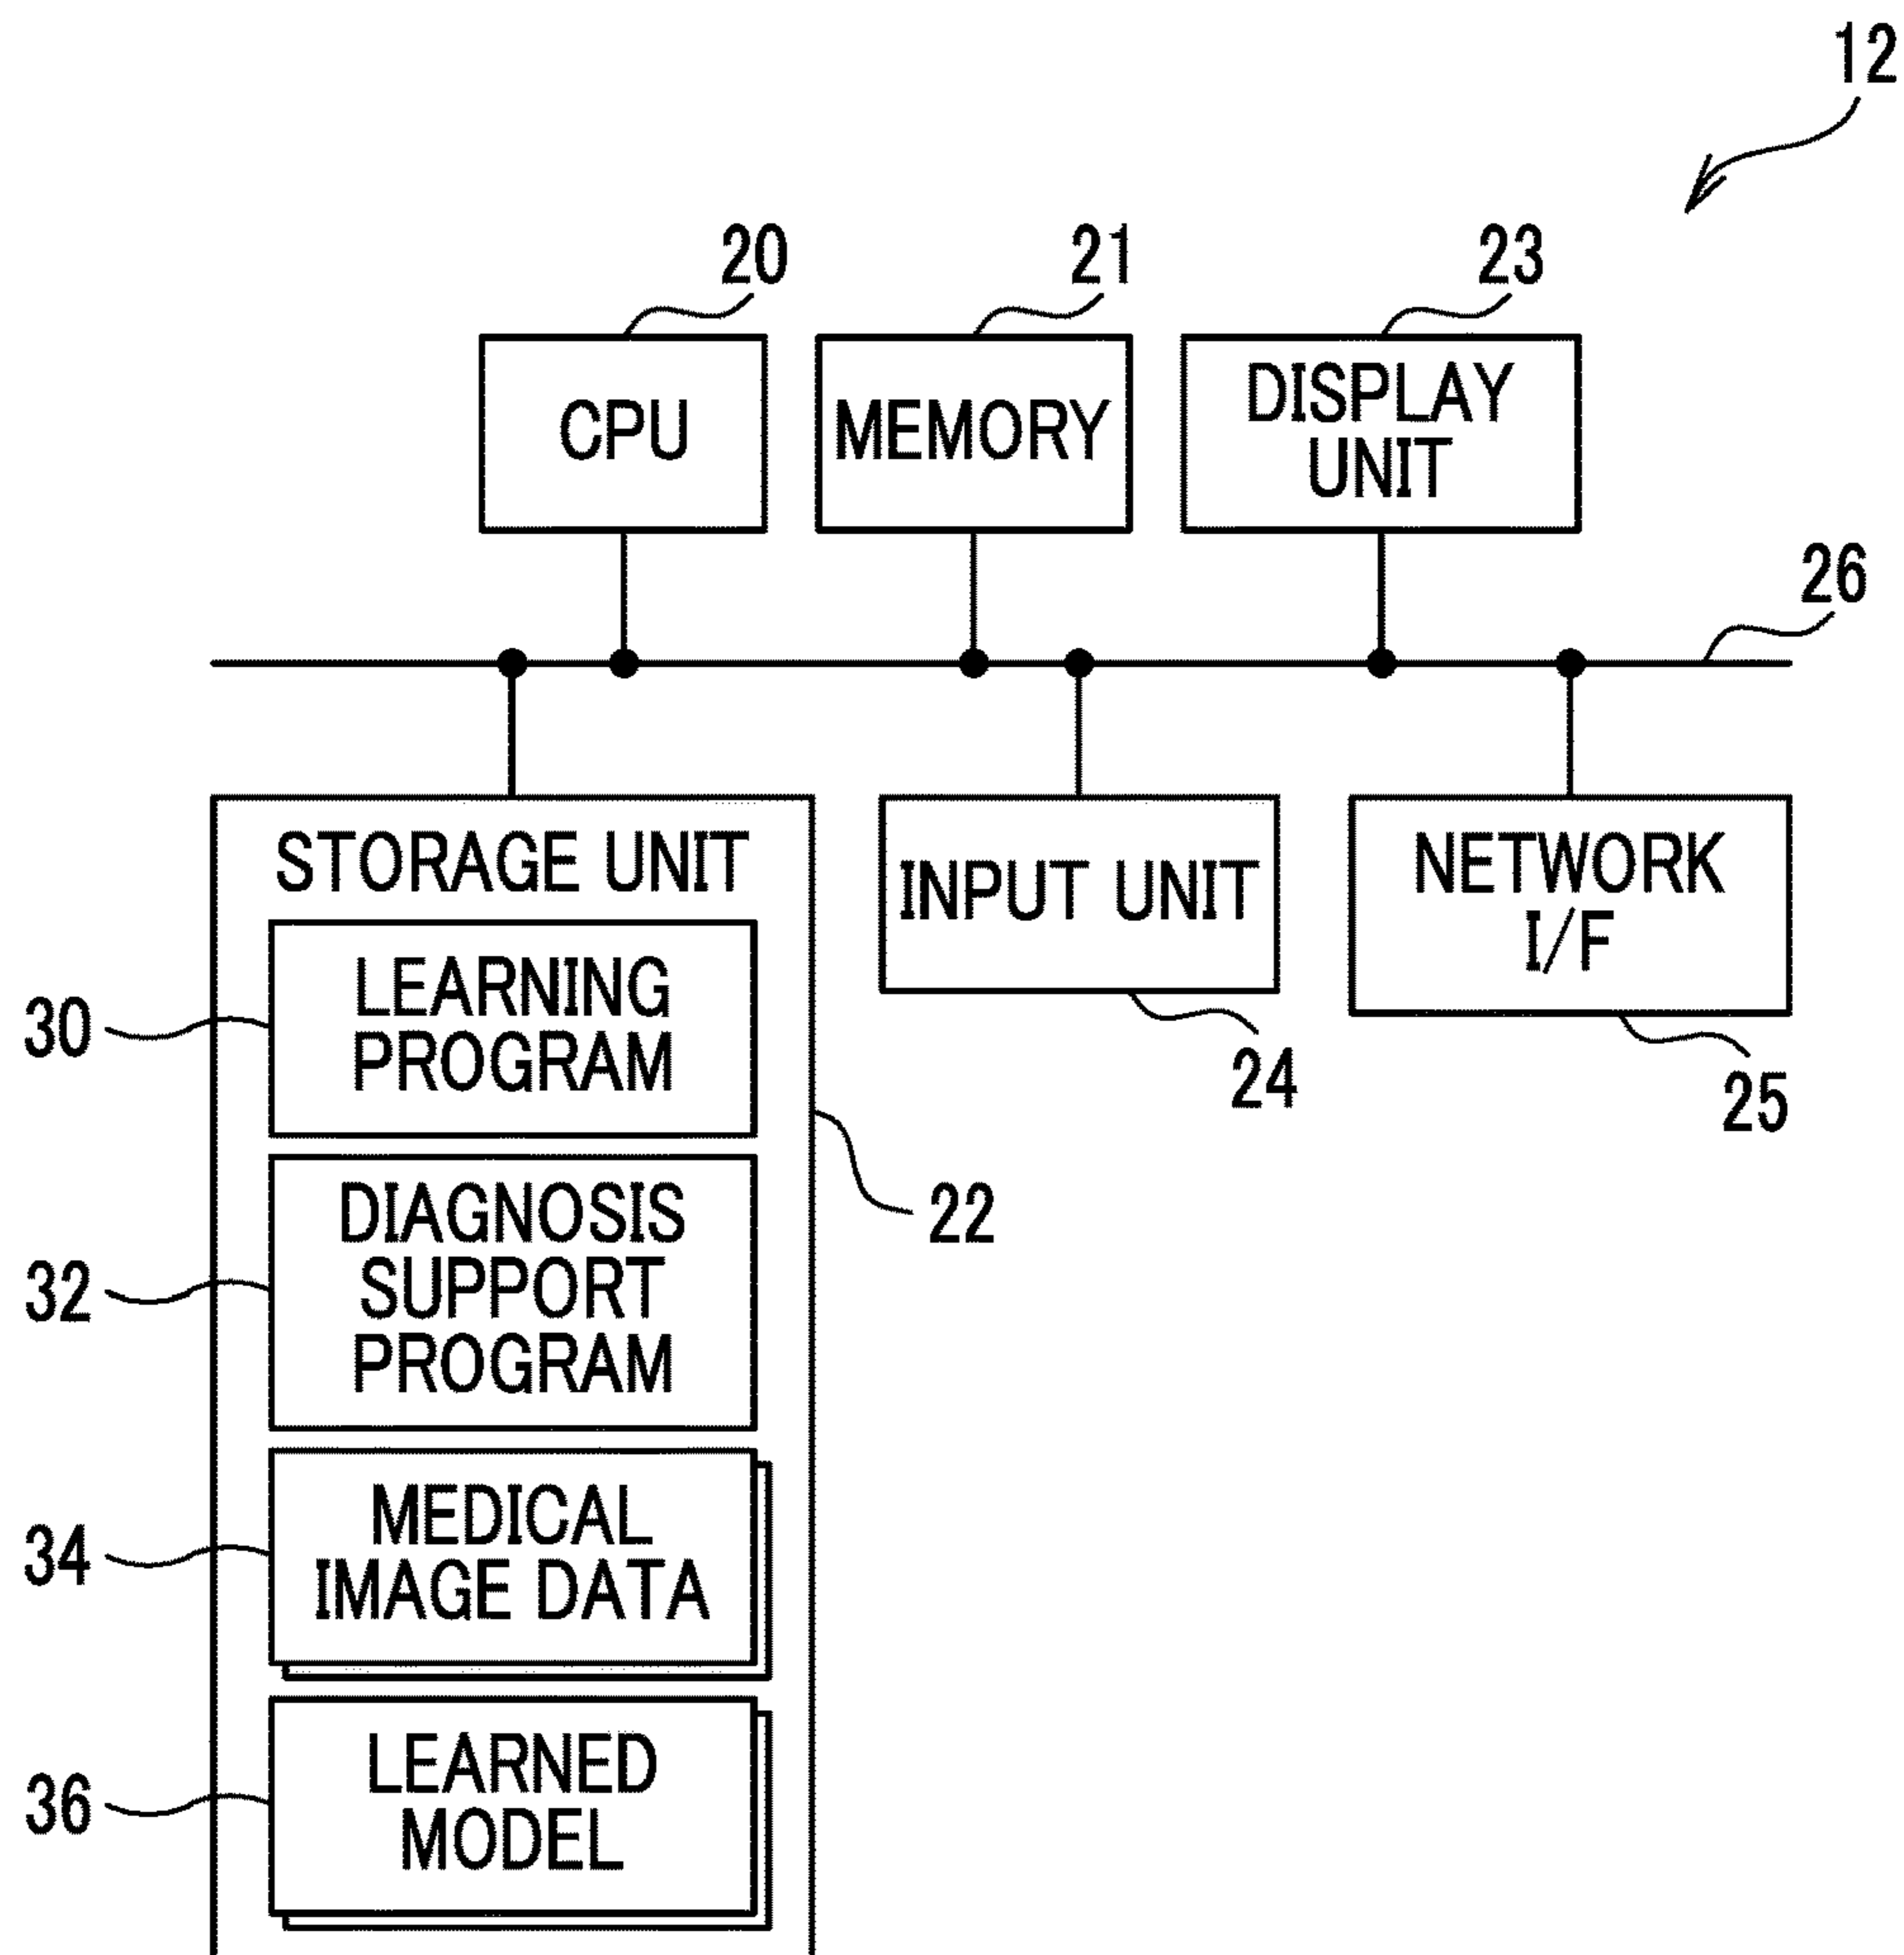 12
20
21
23
CPU
MEMORY
DISPLAY
UNIT
26
STORAGE UNIT
INPUT UNIT
NETWORK
I/F
24
25
30
LEARNING
PROGRAM
22
32
DIAGNOSIS
SUPPORT
PROGRAM
34
MEDICAL
IMAGE DATA
36
LEARNED
MODEL